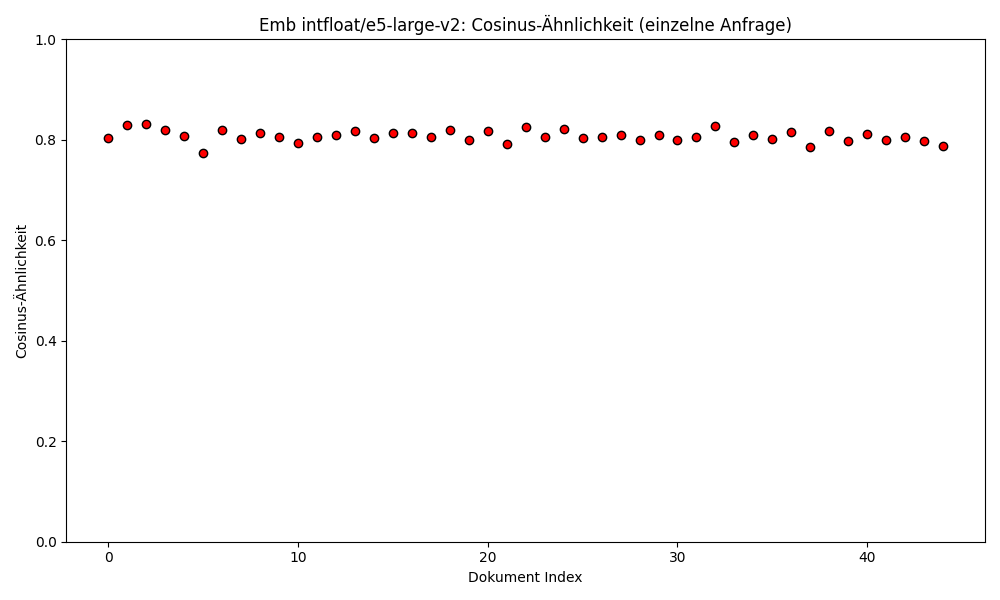 Emb intfloat/e5-large-v2: Cosinus-Ähnlichkeit (einzelne Anfrage)
1.0
0.8
0.6
0.4
0.2
0.0
Cosinus-Ähnlichkeit
0 10 20 30 40
Dokument Index